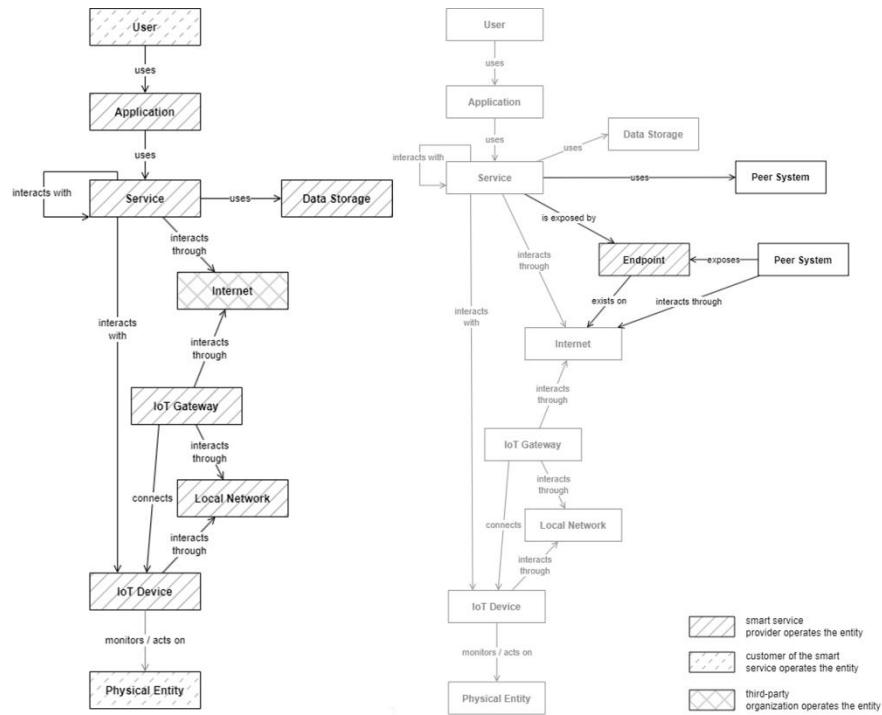 User
uses
Application
uses
interacts with
Service
uses
Data Storage
interacts
through
Internet
interacts
with
interacts
through
IoT Gateway
interacts
through
connects
Local Network
interacts
through
IoT Device
monitors / acts on
Physical Entity
User
uses
Application
uses
interacts with
uses
Data Storage
Service
uses
Peer System
is exposed by
interacts
through
Endpoint
exposes
Peer System
exists on
interacts through
interacts
with
Internet
interacts
through
IoT Gateway
interacts
through
connects
Local Network
interacts
through
IoT Device
monitors / acts on
Physical Entity
smart service
provider operates the entity
customer of the smart
service operates the entity
third-party
organization operates the entity